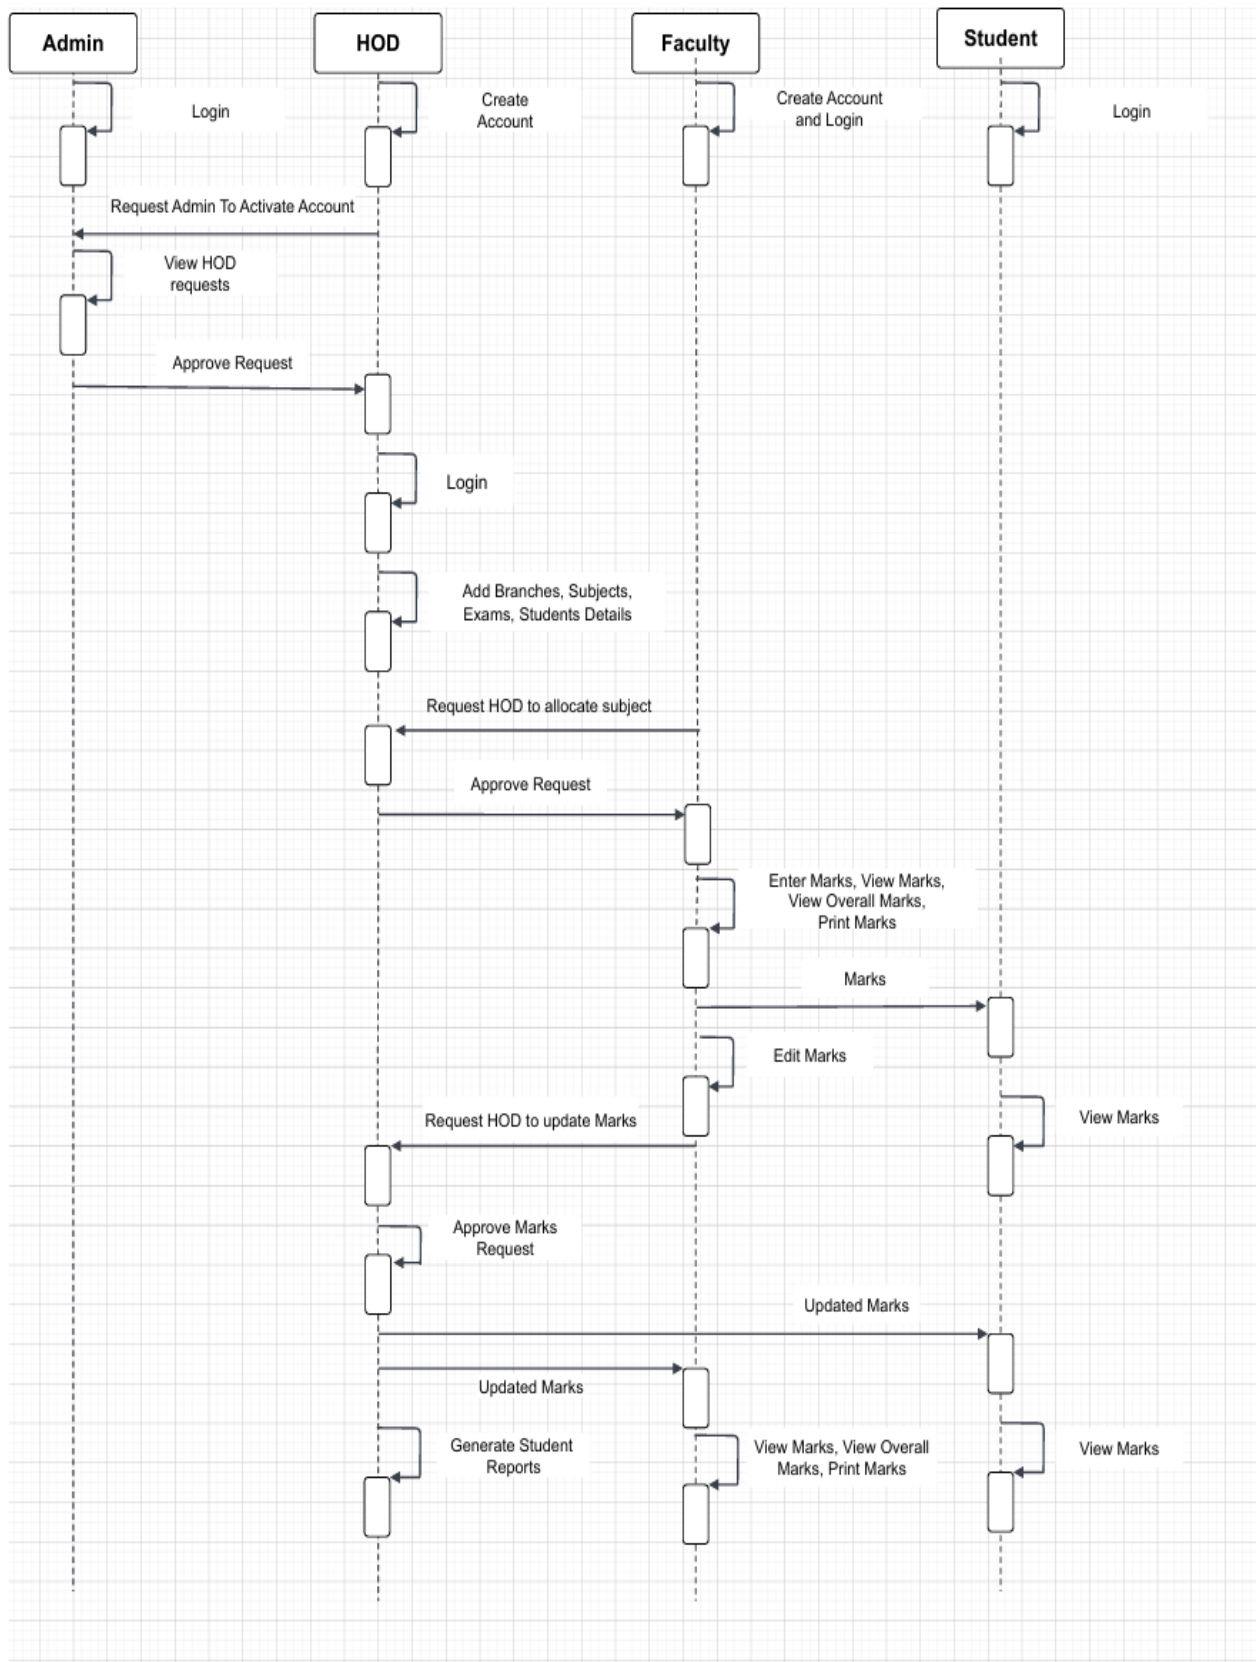 Admin
HOD
Faculty
Student
Login
Create
Account
Create Account
and Login
Login
Request Admin To Activate Account
View HOD
requests
Approve Request
Login
Add Branches, Subjects,
Exams, Students Details
Request HOD to allocate subject
Approve Request
Enter Marks, View Marks,
View Overall Marks,
Print Marks
Marks
Edit Marks
Request HOD to update Marks
View Marks
Approve Marks
Request
Updated Marks
Updated Marks
Generate Student
Reports
View Marks, View Overall
Marks, Print Marks
View Marks